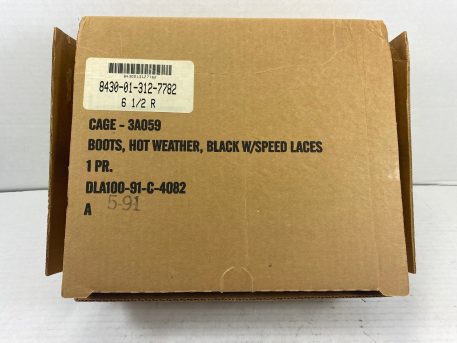 8430013127782
8430-01-312-7782
6 1/2 R
CAGE - 3A059
BOOTS, HOT WEATHER, BLACK W/SPEED LACES
1 PR.
DLA100-91-C-4082
A 5-91